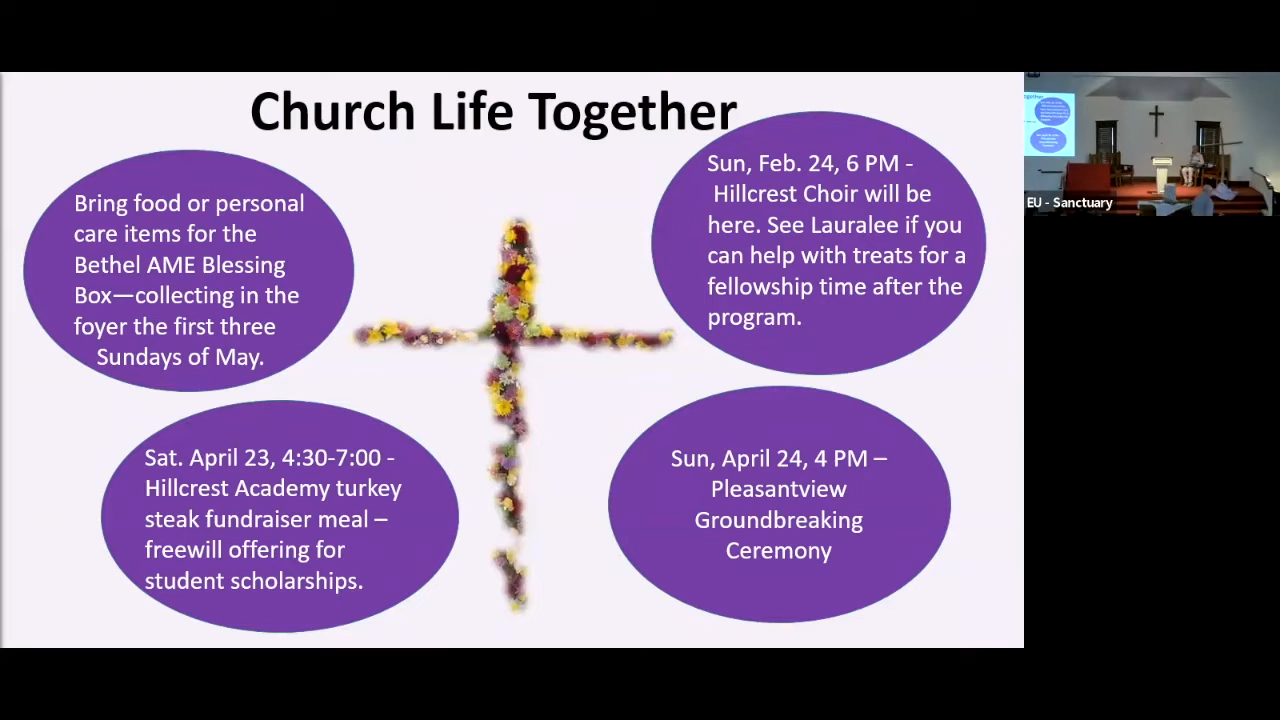 Church Life Together
Bring food or personal
care items for the
Bethel AME Blessing
Box—collecting in the
foyer the first three
Sundays of May.
Sun, Feb. 24, 6 PM -
Hillcrest Choir will be
here. See Lauralee if you
can help with treats for a
fellowship time after the
program.
Sat. April 23, 4:30-7:00 -
Hillcrest Academy turkey
steak fundraiser meal –
freewill offering for
student scholarships.
Sun, April 24, 4 PM –
Pleasantview
Groundbreaking
Ceremony
EU - Sanctuary